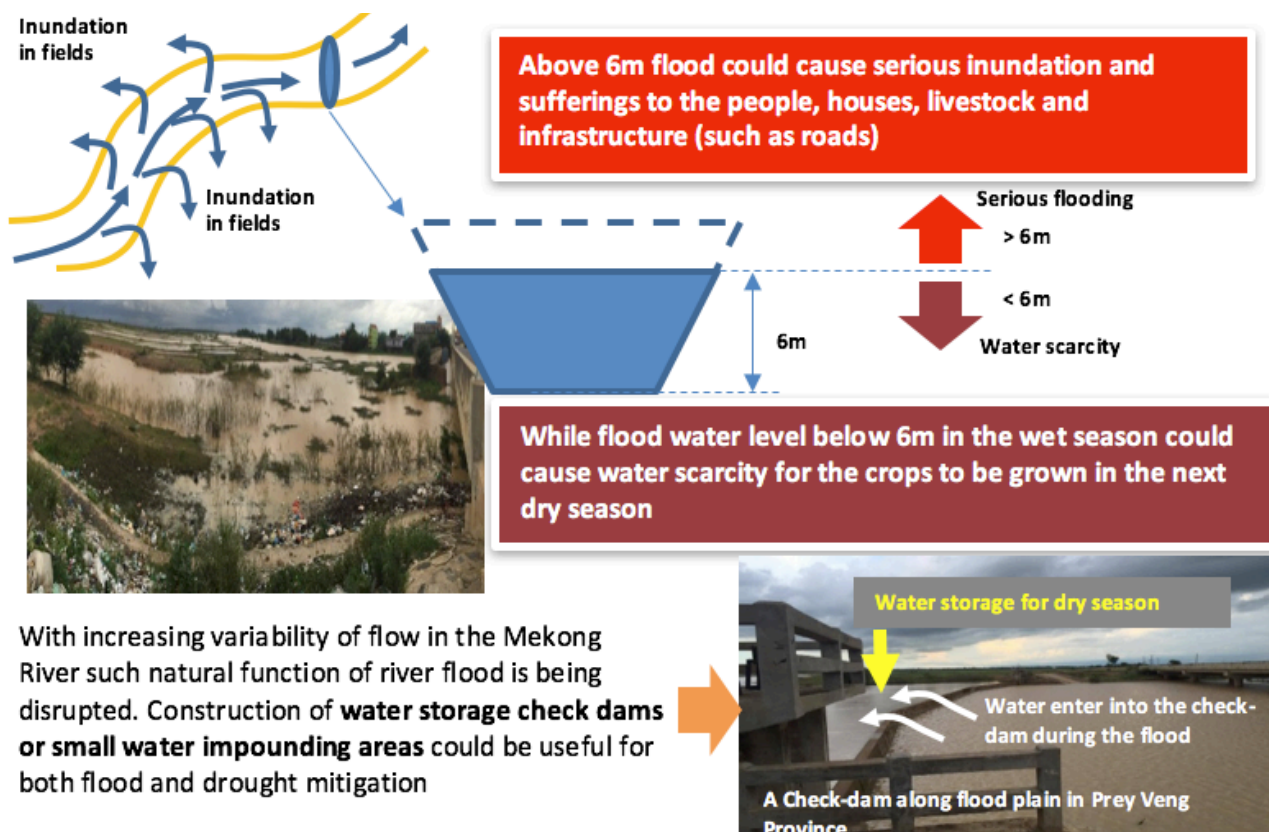 Inundation
in fields
Inundation
in fields
Above 6m flood could cause serious inundation and
sufferings to the people, houses, livestock and
infrastructure (such as roads)
Serious flooding
> 6m
< 6m
Water scarcity
6m
While flood water level below 6m in the wet season could
cause water scarcity for the crops to be grown in the next
dry season
With increasing variability of flow in the Mekong
River such natural function of river flood is being
disrupted. Construction of water storage check dams
or small water impounding areas could be useful for
both flood and drought mitigation
Water storage for dry season
Water enter into the check-
dam during the flood
A Check-dam along flood plain in Prey Veng
Province